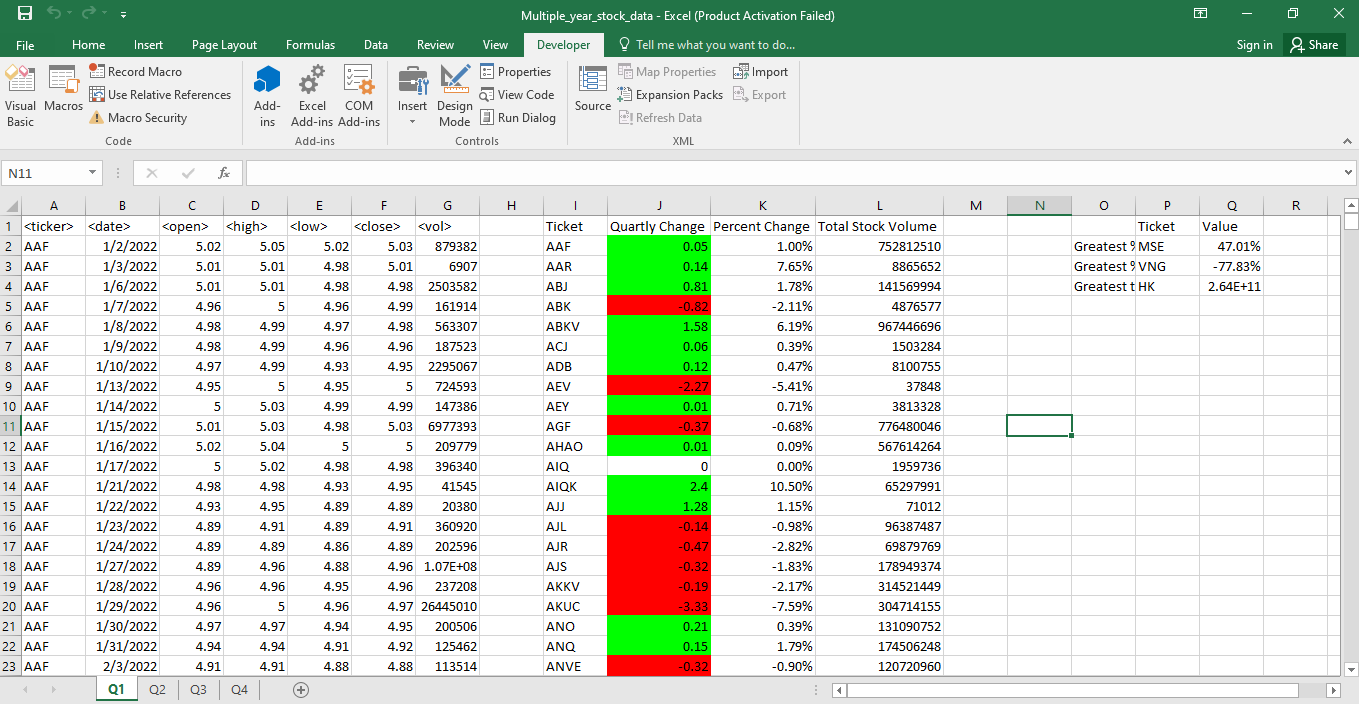 Multiple_year_stock_data - Excel (Product Activation Failed)
File Home Insert Page Layout Formulas Data Review View Developer Tell me what you want to do... Sign in Share
Visual Basic
Macros
Record Macro
Use Relative References
Macro Security
Code
Add-ins
Excel Add-ins
COM Add-ins
Add-ins
Insert
Design Mode
Properties
View Code
Run Dialog
Controls
Source
Map Properties
Expansion Packs
Refresh Data
Import
Export
XML
N11 fx
A B C D E F G H I J K L M N O P Q R
1 <ticker> <date> <open> <high> <low> <close> <vol> Ticket Quartly Change Percent Change Total Stock Volume Ticket Value
2 AAF 1/2/2022 5.02 5.05 5.02 5.03 879382 AAF 0.05 1.00% 752812510 Greatest % MSE 47.01%
3 AAF 1/3/2022 5.01 5.01 4.98 5.01 6907 AAR 0.14 7.65% 8865652 Greatest % VNG -77.83%
4 AAF 1/6/2022 5.01 5.01 4.98 4.98 2503582 ABJ 0.81 1.78% 141569994 Greatest t HK 2.64E+11
5 AAF 1/7/2022 4.96 5 4.96 4.99 161914 ABK -0.82 -2.11% 4876577
6 AAF 1/8/2022 4.98 4.99 4.97 4.98 563307 ABKV 1.58 6.19% 967446696
7 AAF 1/9/2022 4.98 4.99 4.96 4.96 187523 ACJ 0.06 0.39% 1503284
8 AAF 1/10/2022 4.97 4.99 4.93 4.95 2295067 ADB 0.12 0.47% 8100755
9 AAF 1/13/2022 4.95 5 4.95 5 724593 AEV -2.27 -5.41% 37848
10 AAF 1/14/2022 5 5.03 4.99 4.99 147386 AEY 0.01 0.71% 3813328
11 AAF 1/15/2022 5.01 5.03 4.98 5.03 6977393 AGF -0.37 -0.68% 776480046
12 AAF 1/16/2022 5.02 5.04 5 5 209779 AHAO 0.01 0.09% 567614264
13 AAF 1/17/2022 5 5.02 4.98 4.98 396340 AIQ 0 0.00% 1959736
14 AAF 1/21/2022 4.98 4.98 4.93 4.95 41545 AIQK 2.4 10.50% 65297991
15 AAF 1/22/2022 4.93 4.95 4.89 4.89 20380 AJJ 1.28 1.15% 71012
16 AAF 1/23/2022 4.89 4.91 4.89 4.91 360920 AJL -0.14 -0.98% 96387487
17 AAF 1/24/2022 4.89 4.89 4.86 4.89 202596 AJR -0.47 -2.82% 69879769
18 AAF 1/27/2022 4.89 4.96 4.88 4.96 1.07E+08 AJS -0.32 -1.83% 178949374
19 AAF 1/28/2022 4.96 4.96 4.95 4.96 237208 AKKV -0.19 -2.17% 314521449
20 AAF 1/29/2022 4.96 5 4.96 4.97 26445010 AKUC -3.33 -7.59% 304714155
21 AAF 1/30/2022 4.97 4.97 4.94 4.95 200506 ANO 0.21 0.39% 131090752
22 AAF 1/31/2022 4.94 4.94 4.91 4.92 125462 ANQ 0.15 1.79% 174506248
23 AAF 2/3/2022 4.91 4.91 4.88 4.88 113514 ANVE -0.32 -0.90% 120720960
Q1 Q2 Q3 Q4